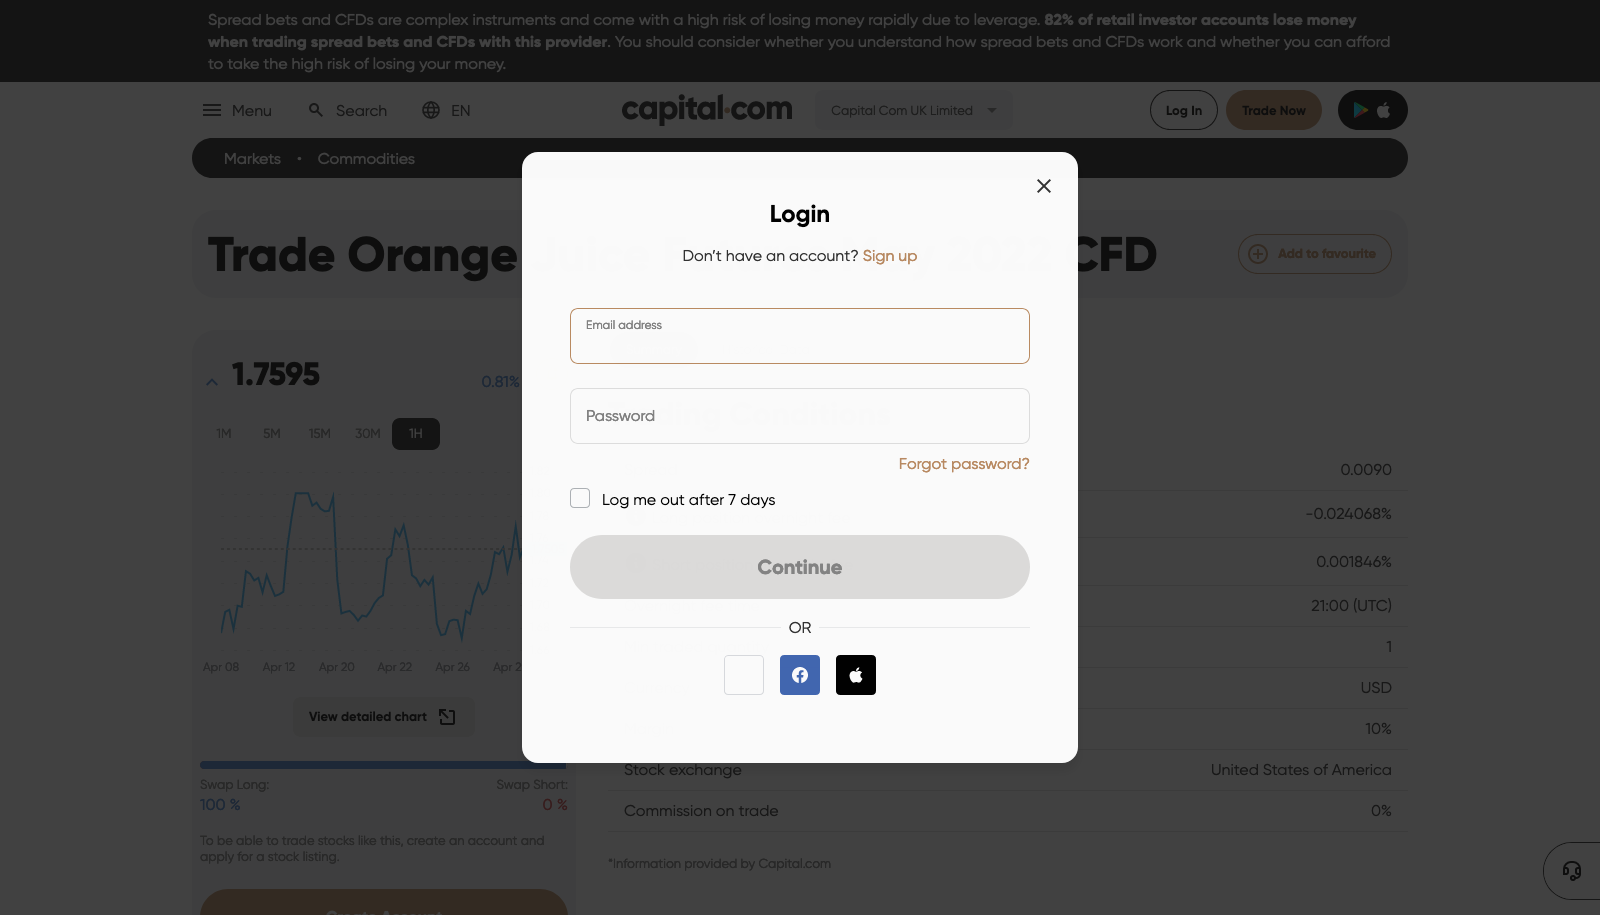 Spread bets and CFDs are complex instruments and come with a high risk of losing money rapidly due to leverage. 82% of retail investor accounts lose money
when trading spread bets and CFDs with this provider. You should consider whether you understand how spread bets and CFDs work and whether you can afford
to take the high risk of losing your money.
Menu Search EN capital.com Capital Com UK Limited Log In Trade Now
Markets • Commodities
Trade Orange CFD
Add to favourite
Login
Don't have an account? Sign up
Email address
Password
Forgot password?
Log me out after 7 days
Continue
OR
1.7595 0.81%
1M 5M 15M 30M 1H
Apr 08 Apr 12 Apr 20 Apr 22 Apr 26
View detailed chart
Swap Long: Swap Short:
100 % 0 %
To be able to trade stocks like this, create an account and
apply for a stock listing.
0.0090
-0.024068%
0.001846%
21:00 (UTC)
1
USD
10%
Stock exchange United States of America
Commission on trade 0%
*Information provided by Capital.com